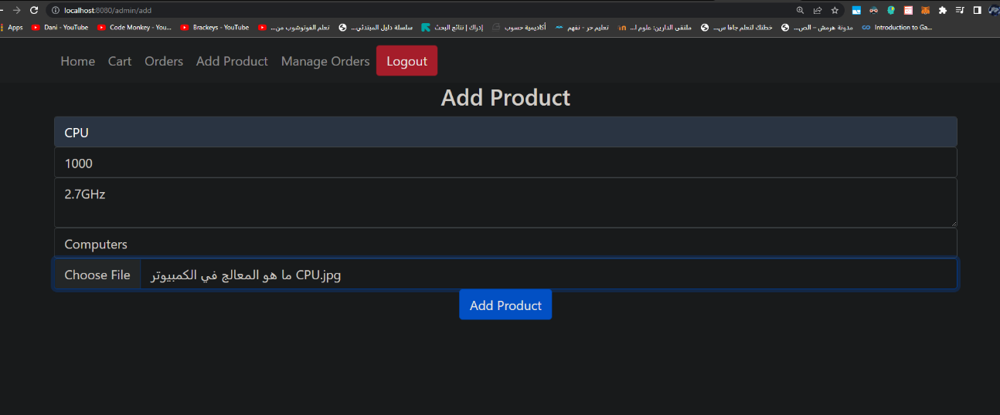 localhost:8080/admin/add
Apps
Dani - YouTube
Code Monkey - You...
Brackeys - YouTube
تعلم الفوتوشوب من...
سلسلة دليل المبتدئي...
إدراك | نتائج البحث
أكاديمية حسوب
تعليم حر - نفهم
ملتقى الدارين: علوم ا...
خطتك لتعلم جافا س...
مدونة هرمش – الص...
Introduction to Ga...
Home
Cart
Orders
Add Product
Manage Orders
Logout
Add Product
CPU
1000
2.7GHz
Computers
Choose File
ما هو المعالج في الكمبيوتر CPU.jpg
Add Product